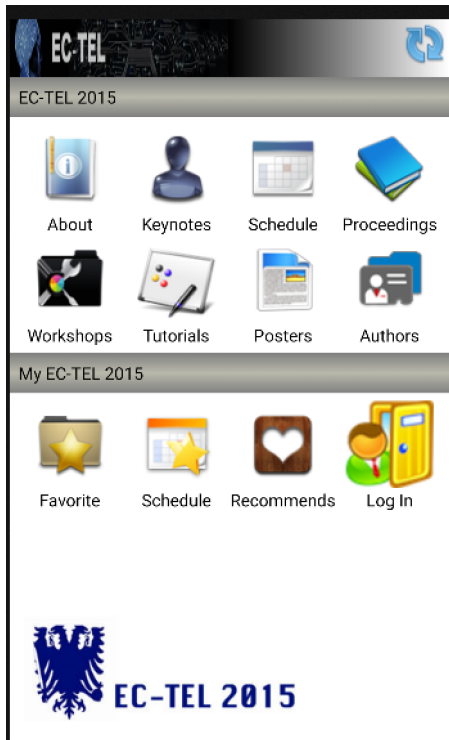 EC-TEL
EC-TEL 2015
About Keynotes Schedule Proceedings
Workshops Tutorials Posters Authors
My EC-TEL 2015
Favorite Schedule Recommends Log In
EC-TEL 2015